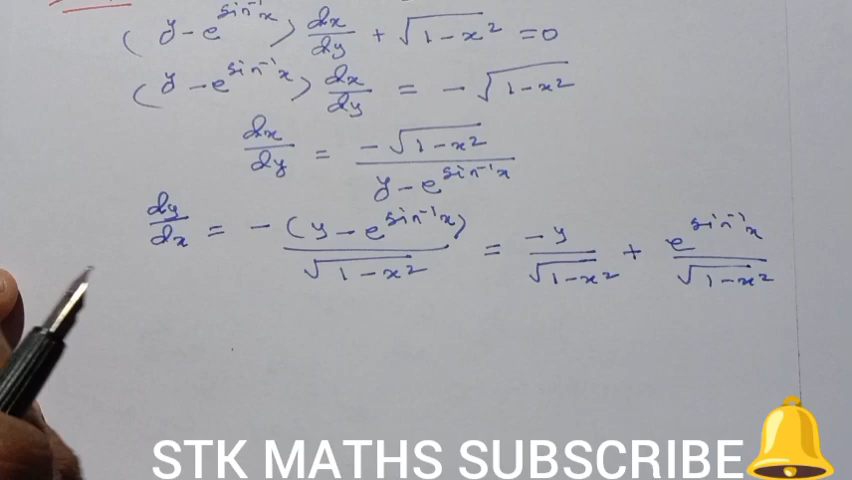 (y - e^{sin⁻¹x}) dx/dy + √(1-x²) = 0
(y - e^{sin⁻¹x}) dx/dy = - √(1-x²)
dx/dy = -√(1-x²) / (y - e^{sin⁻¹x})
dy/dx = - (y - e^{sin⁻¹x}) / √(1-x²) = -y/√(1-x²) + e^{sin⁻¹x}/√(1-x²)
STK MATHS SUBSCRIBE